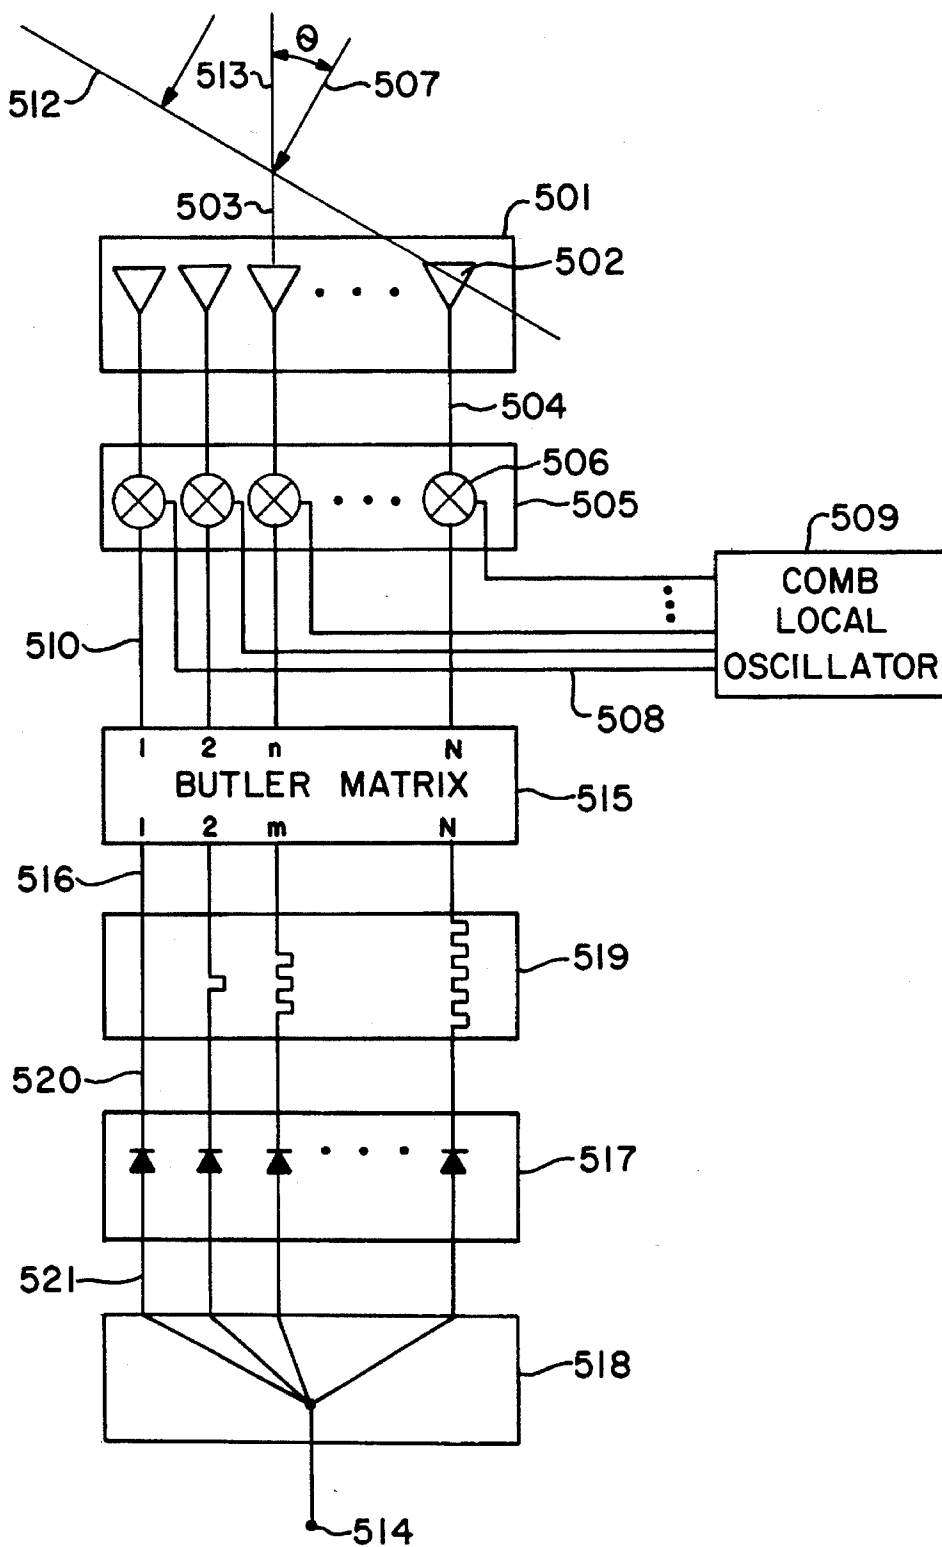 Θ
513
507
512
503
501
502
504
506
505
509
COMB
LOCAL
OSCILLATOR
510
508
1 2 n N
BUTLER MATRIX
515
1 2 m N
516
519
520
517
521
518
514